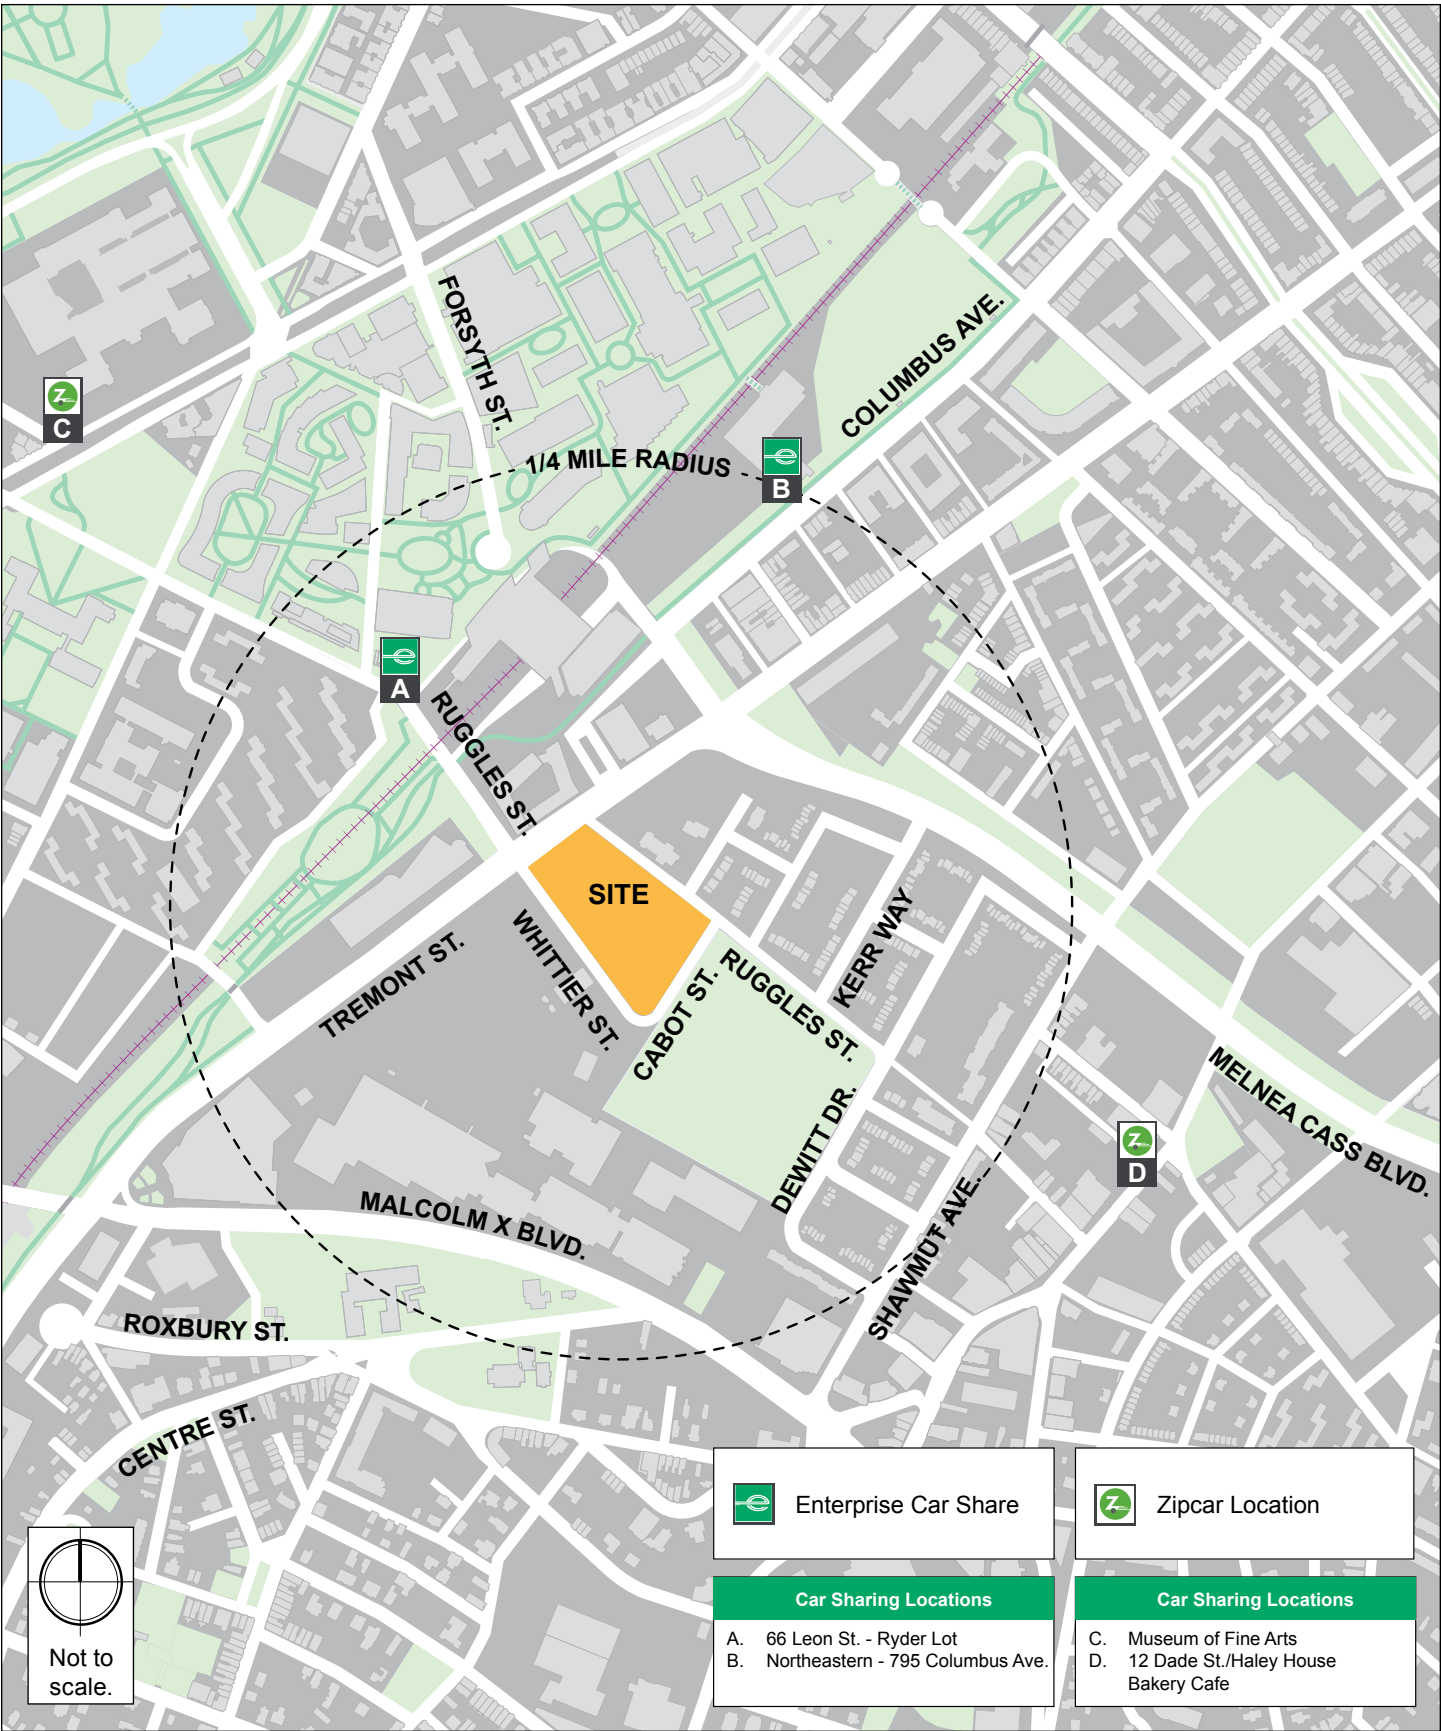 FORSYTH ST.
COLUMBUS AVE.
C
1/4 MILE RADIUS
B
A
RUGGLES ST.
SITE
WHITTIER ST.
KERR WAY
TREMONT ST.
CABOT ST.
RUGGLES ST.
MELNEA CASS BLVD.
DEWITT DR.
D
MALCOLM X BLVD.
SHAWMUT AVE.
ROXBURY ST.
CENTRE ST.
Enterprise Car Share
Zipcar Location
Car Sharing Locations
A. 66 Leon St. - Ryder Lot
B. Northeastern - 795 Columbus Ave.
Car Sharing Locations
C. Museum of Fine Arts
D. 12 Dade St./Haley House
Bakery Cafe
Not to
scale.